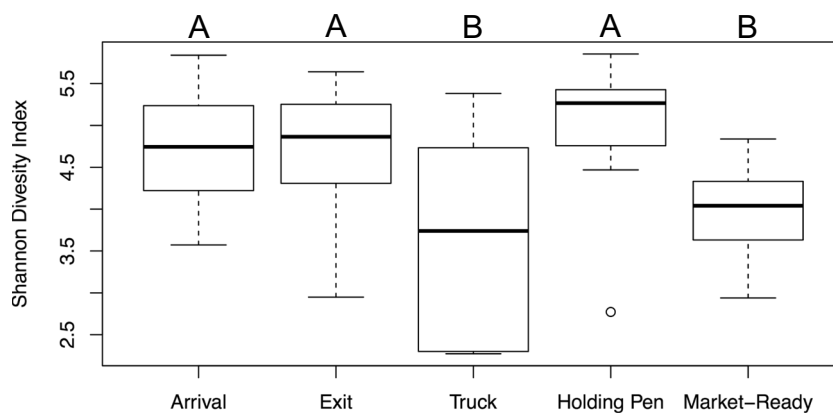 A A B A B
Shannon Divesity Index
5.5
4.5
3.5
2.5
Arrival Exit Truck Holding Pen Market-Ready